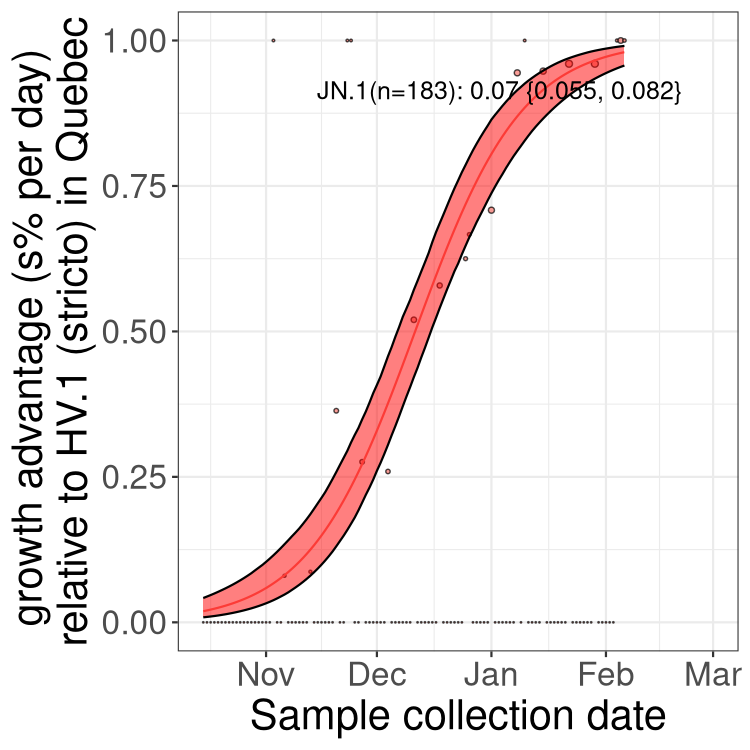 growth advantage (s% per day)
relative to HV.1 (stricto) in Quebec
1.00
0.75
0.50
0.25
0.00
JN.1(n=183): 0.07 {0.055, 0.082}
Nov Dec Jan Feb Mar
Sample collection date